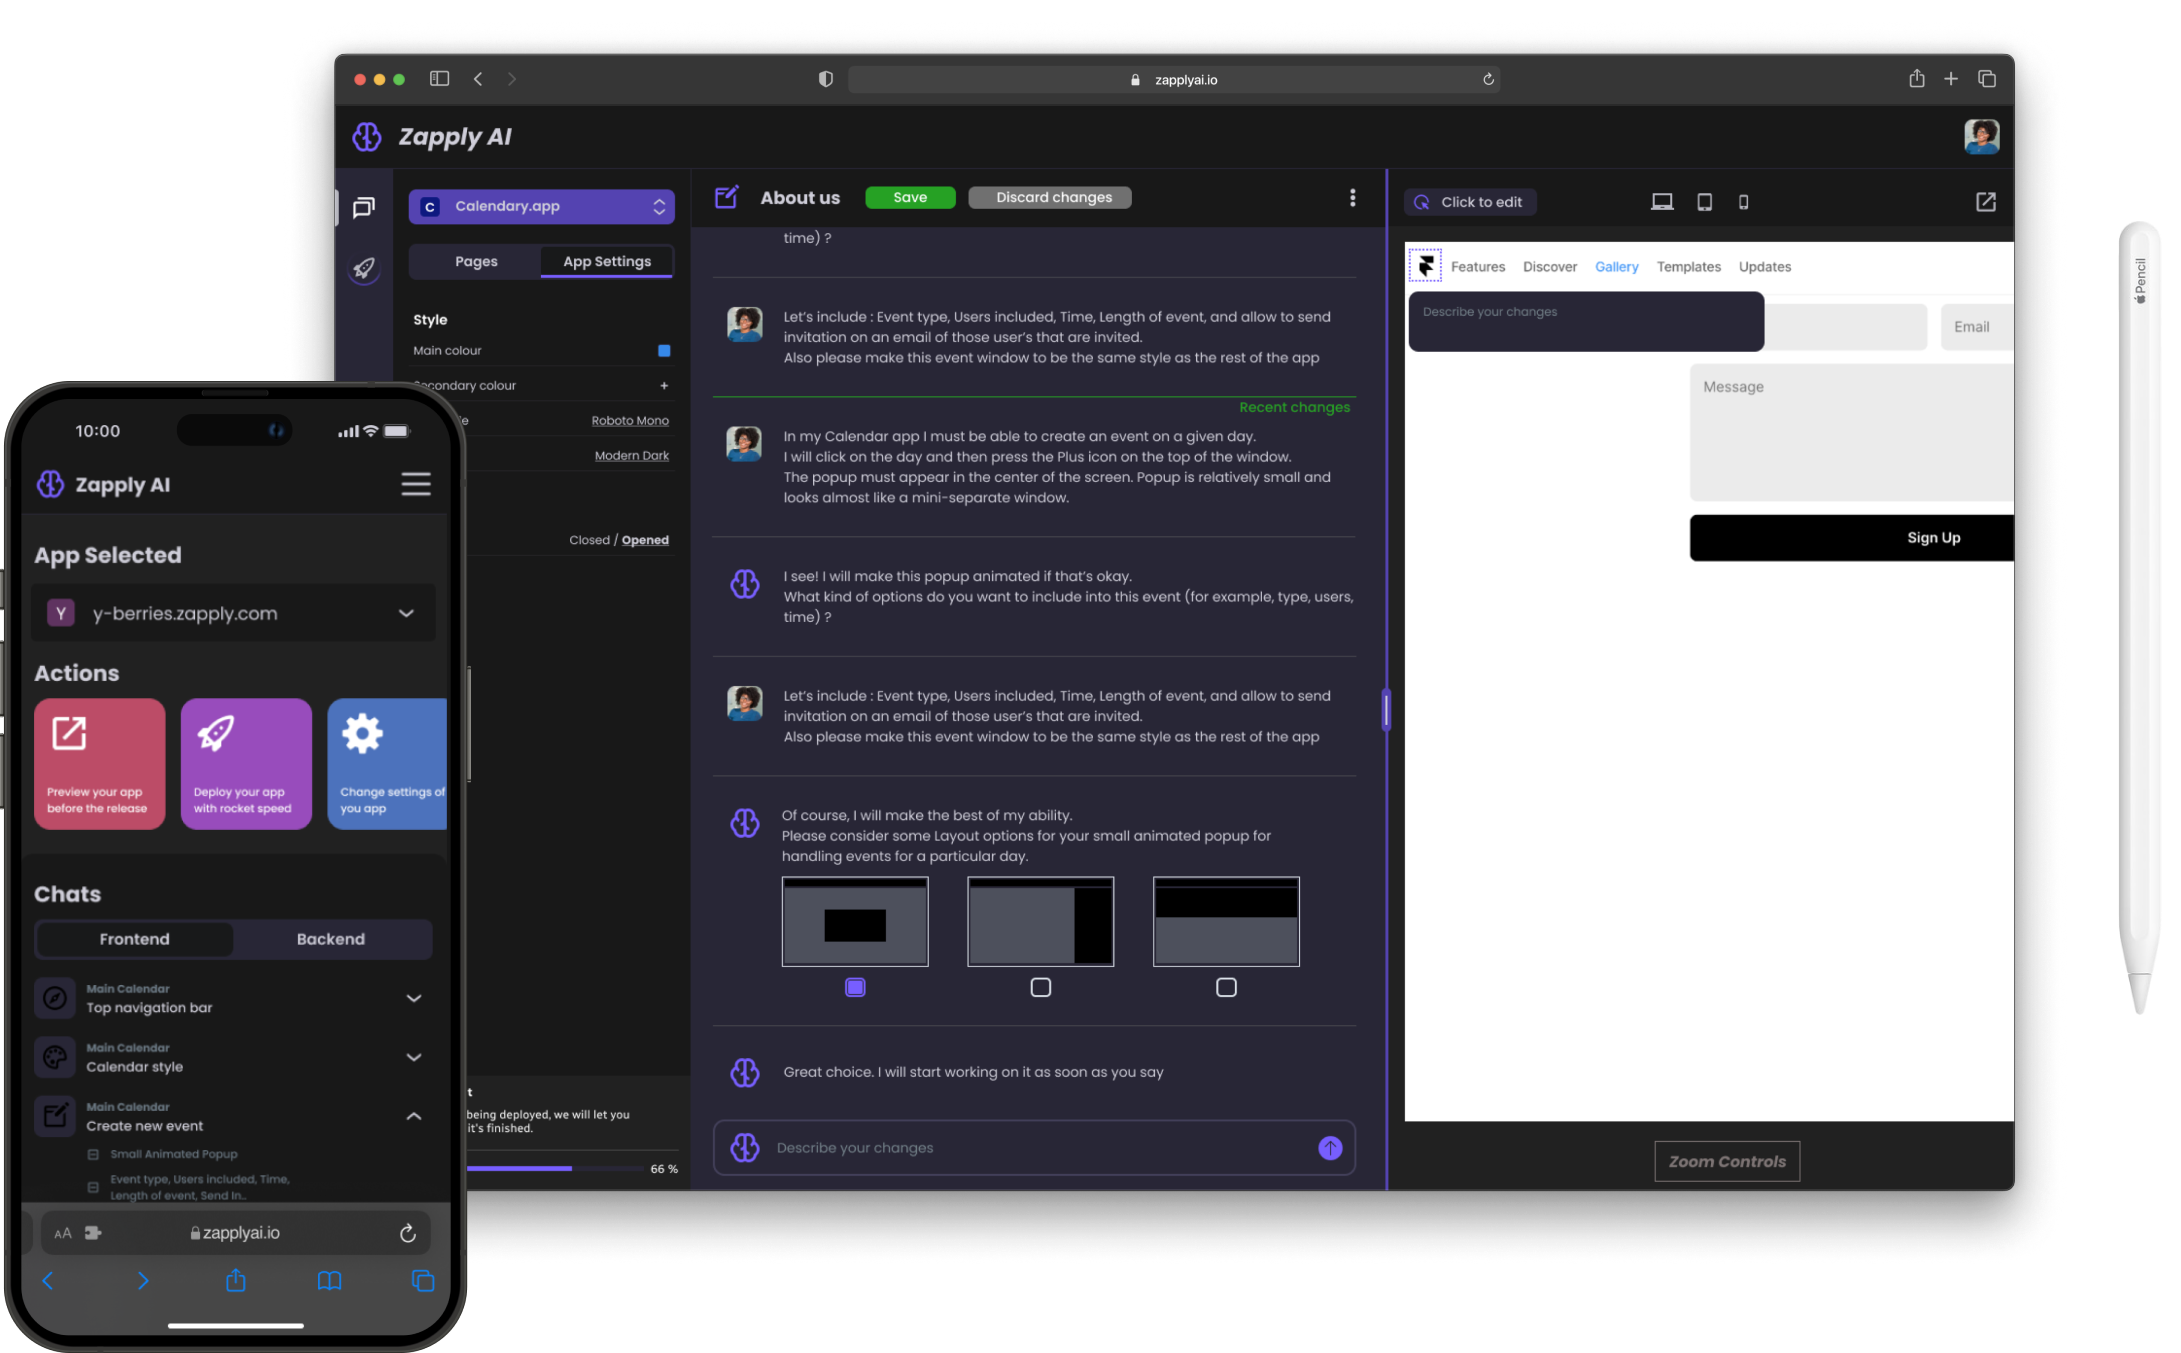 zapplyai.io
Zapply AI
C Calendary.app
Pages App Settings
Style
Main colour
Secondary colour +
Roboto Mono
Modern Dark
Closed / Opened
t
being deployed, we will let you
it's finished.
66 %
About us Save Discard changes
time) ?
Let's include : Event type, Users included, Time, Length of event, and allow to send
invitation on an email of those user's that are invited.
Also please make this event window to be the same style as the rest of the app
Recent changes
In my Calendar app I must be able to create an event on a given day.
I will click on the day and then press the Plus icon on the top of the window.
The popup must appear in the center of the screen. Popup is relatively small and
looks almost like a mini-separate window.
I see! I will make this popup animated if that's okay.
What kind of options do you want to include into this event (for example, type, users,
time) ?
Let's include : Event type, Users included, Time, Length of event, and allow to send
invitation on an email of those user's that are invited.
Also please make this event window to be the same style as the rest of the app
Of course, I will make the best of my ability.
Please consider some Layout options for your small animated popup for
handling events for a particular day.
Great choice. I will start working on it as soon as you say
Describe your changes
Click to edit
Features Discover Gallery Templates Updates
Describe your changes
Email
Message
Sign Up
Zoom Controls
Pencil
10:00
Zapply AI
App Selected
Y y-berries.zapply.com
Actions
Preview your app
before the release
Deploy your app
with rocket speed
Change settings of
you app
Chats
Frontend Backend
Main Calendar
Top navigation bar
Main Calendar
Calendar style
Main Calendar
Create new event
Small Animated Popup
Event type, Users included, Time,
Length of event, Send In...
AA zapplyai.io